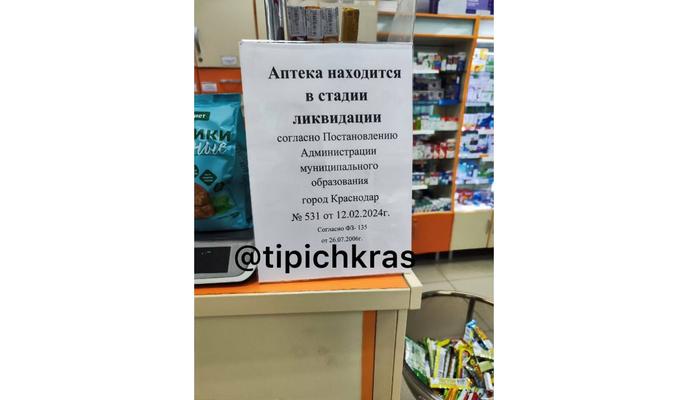 Аптека находится
в стадии
ликвидации
согласно Постановлению
Администрации
муниципального
образования
город Краснодар
№ 531 от 12.02.2024г.
Согласно ФЗ- 135
от 26.07.2006г.
@tipichkras